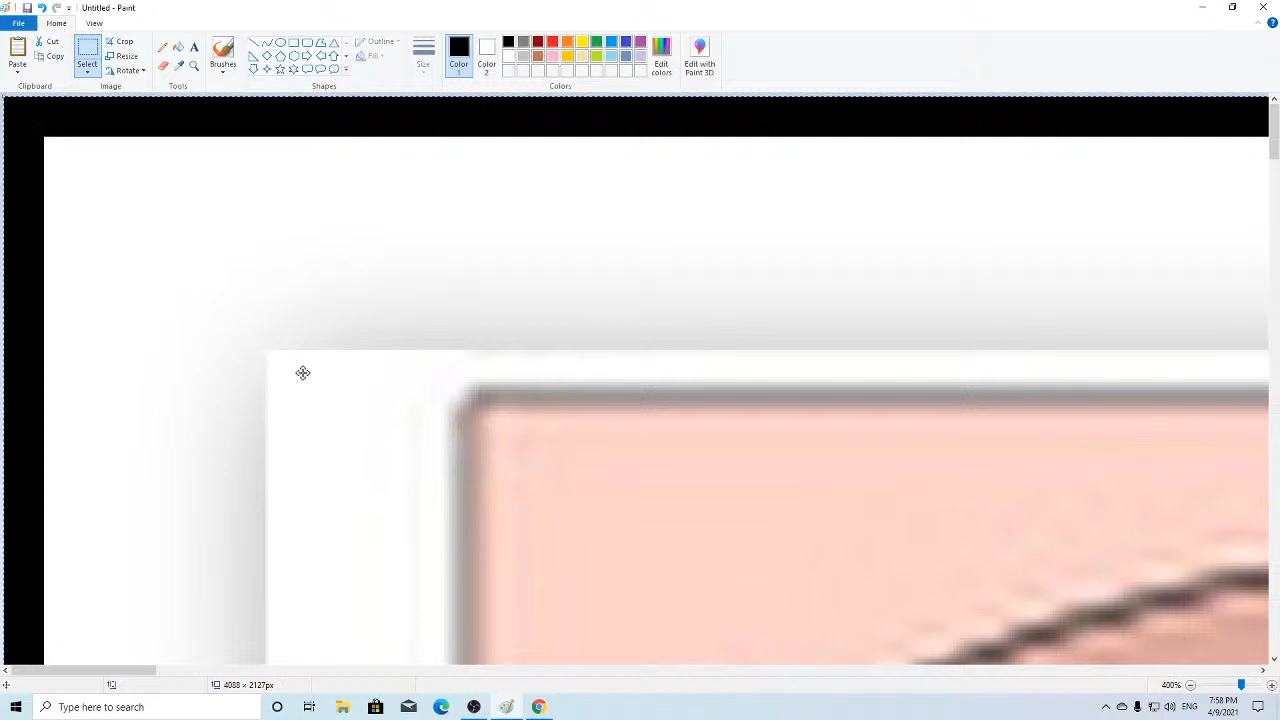 Untitled - Paint
File Home View
Paste
Cut
Copy
Clipboard
Select
Crop
Resize
Rotate
Image
Tools
Brushes
Outline
Fill
Shapes
Size
Color 1
Color 2
Edit colors
Edit with Paint 3D
Colors
4088 × 2127px
400%
Type here to search
ENG
7:58 PM
4/9/2021